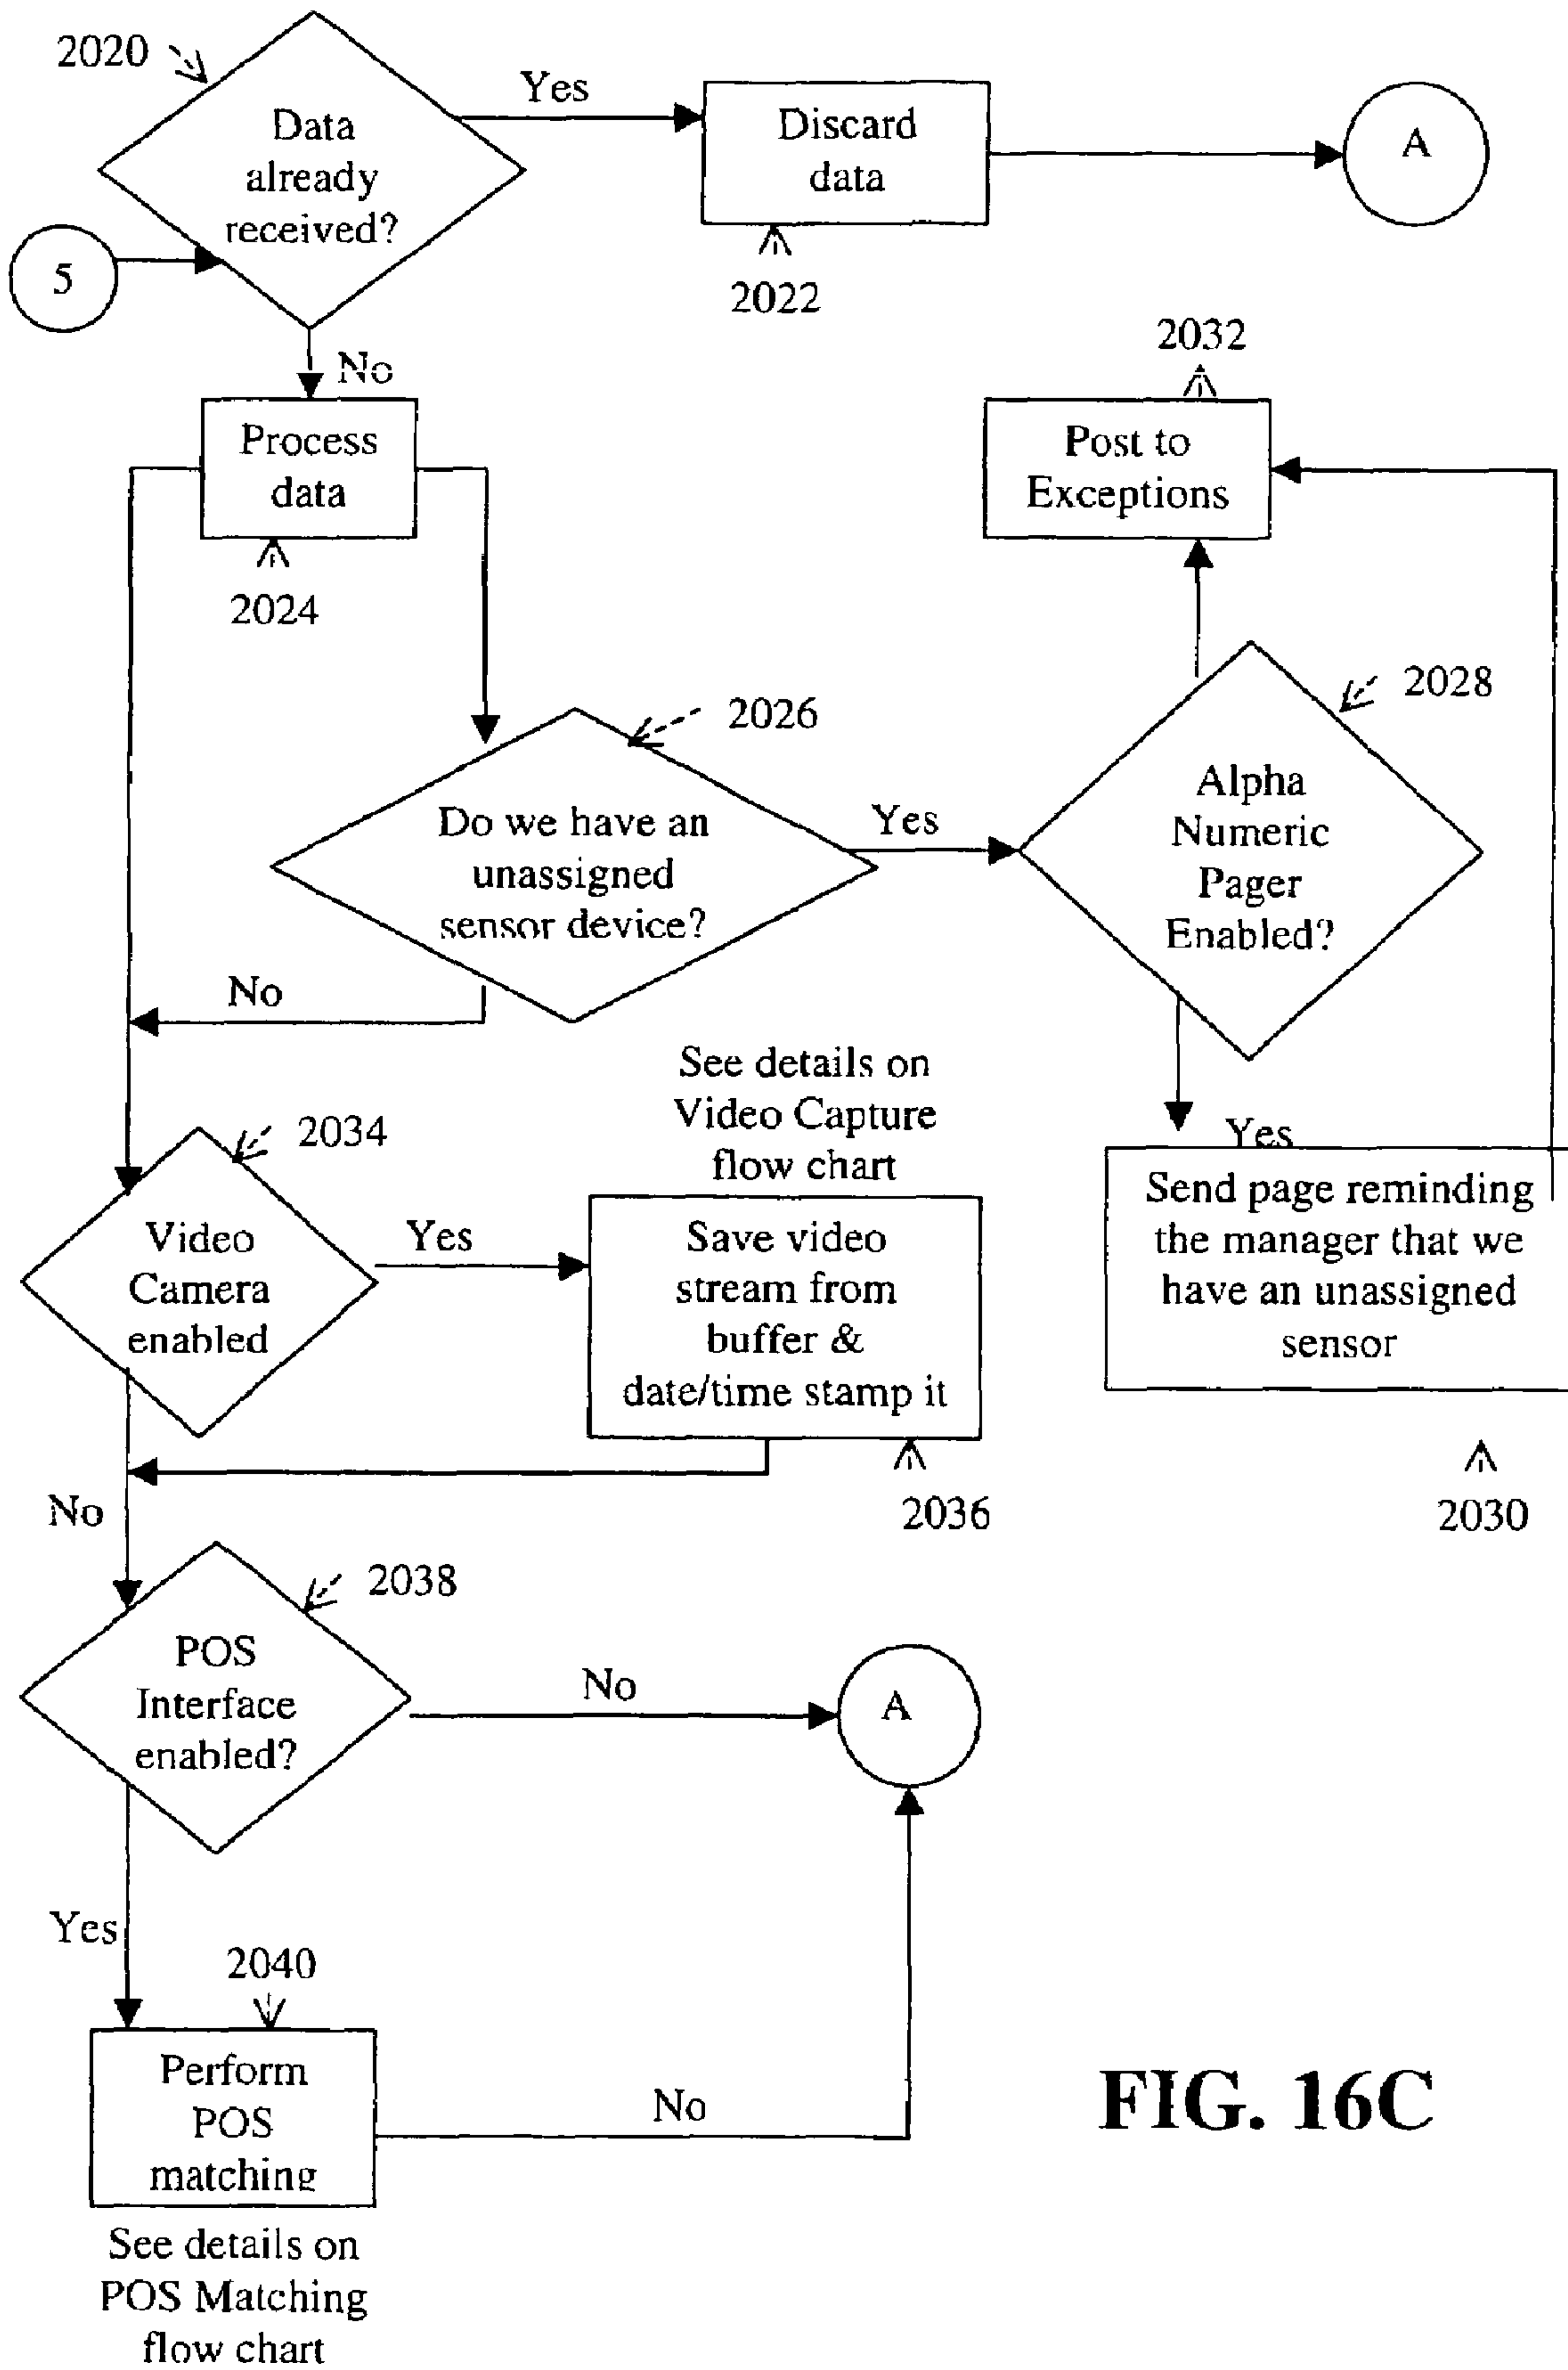 2020
Yes
Data
already
received?
Discard
data
A
5
2022
No
2032
Process
data
Post to
Exceptions
2024
2026
2028
Do we have an
unassigned
sensor device?
Yes
Alpha
Numeric
Pager
Enabled?
No
See details on
Video Capture
flow chart
2034
Yes
Video
Camera
enabled
Yes
Save video
stream from
buffer &
date/time stamp it
Send page reminding
the manager that we
have an unassigned
sensor
No
2036
2030
2038
POS
Interface
enabled?
No
A
Yes
2040
Perform
POS
matching
No
See details on
POS Matching
flow chart
FIG. 16C